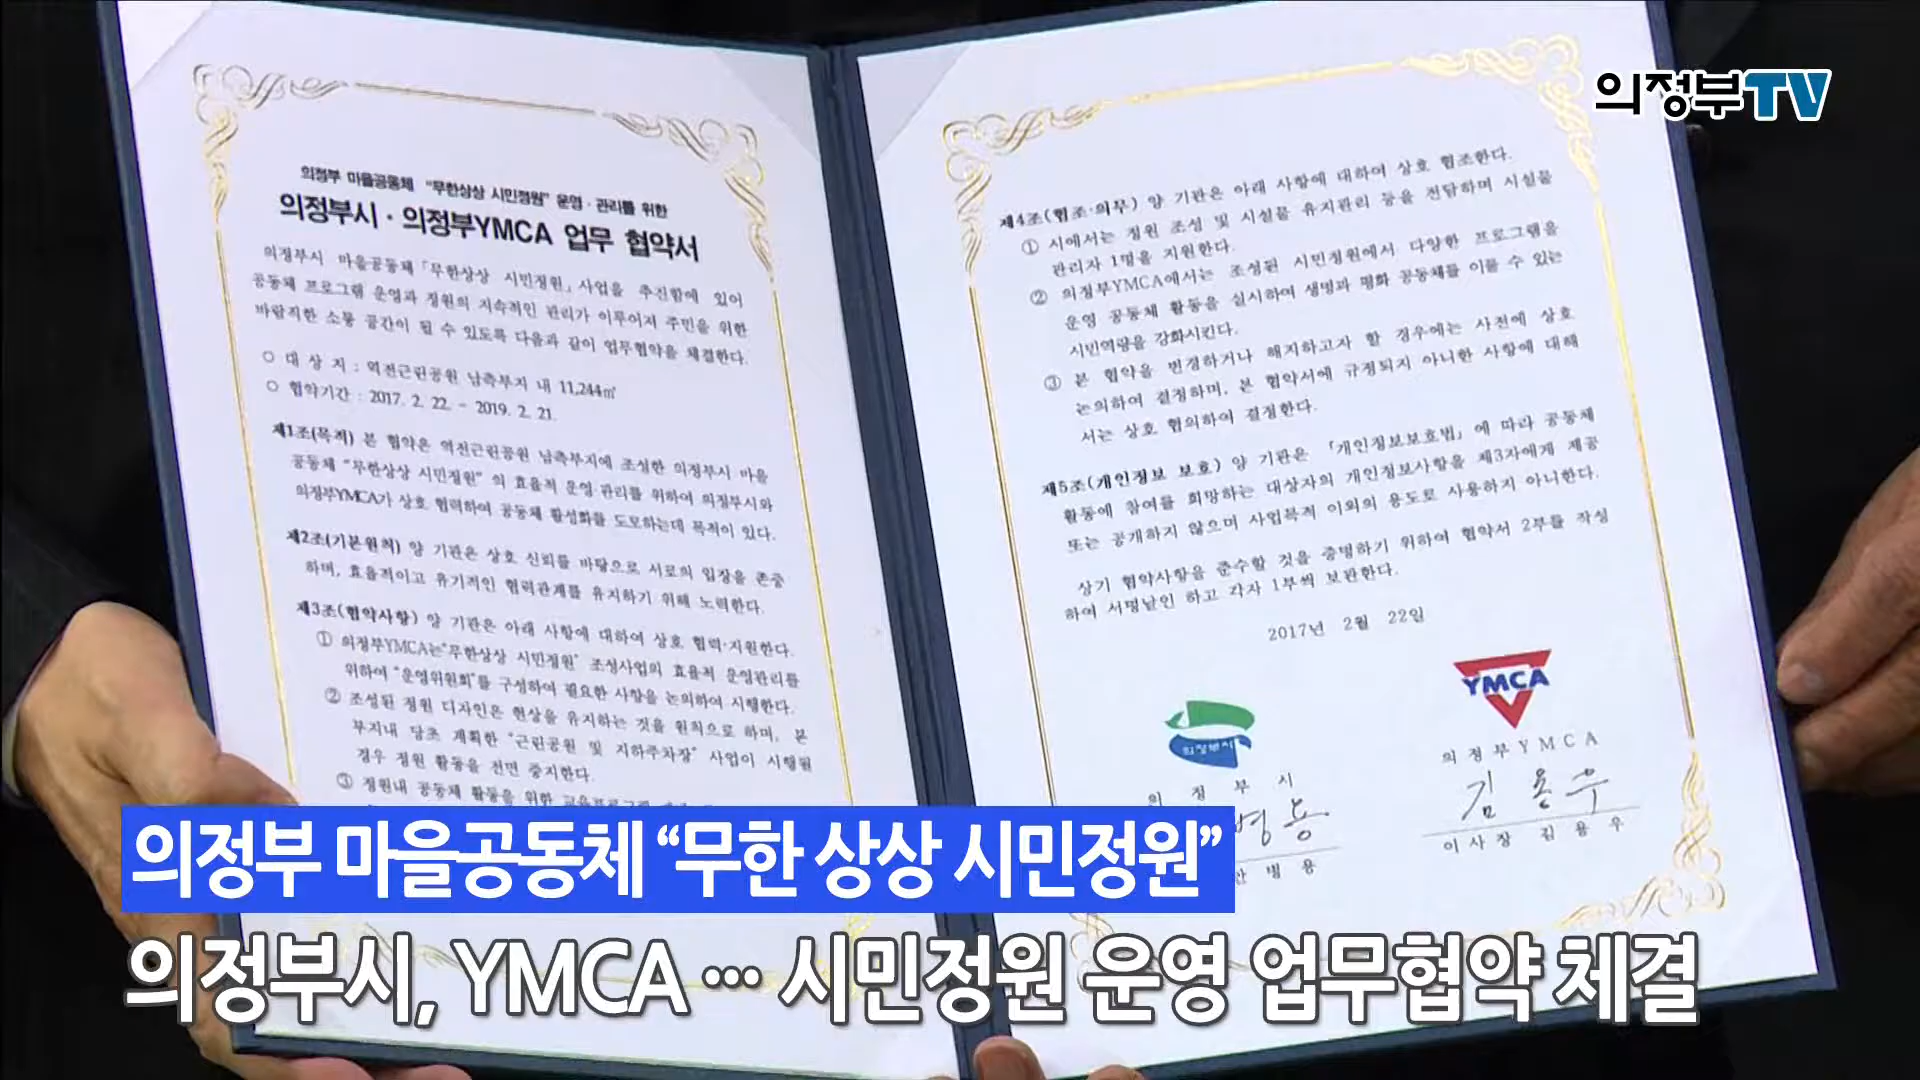 의정부TV
의정부 마을공동체 "무한상상 시민정원" 운영·관리를 위한
의정부시·의정부YMCA 업무 협약서
의정부시 마을공동체「무한상상 시민정원」사업을 추진함에 있어
공동체 프로그램 운영과 정원의 지속적인 관리가 이루어져 주민을 위한
바람직한 소통 공간이 될 수 있도록 다음과 같이 업무협약을 체결한다.
○ 대 상 지 : 역전근린공원 남측부지 내 11,244㎡
○ 협약기간 : 2017. 2. 22. - 2019. 2. 21.
제1조(목적) 본 협약은 역전근린공원 남측부지에 조성한 의정부시 마을
공동체 "무한상상 시민정원" 의 효율적 운영·관리를 위하여 의정부시와
의정부YMCA가 상호 협력하여 공동체 활성화를 도모하는데 목적이 있다.
제2조(기본원칙) 양 기관은 상호 신뢰를 바탕으로 서로의 입장을 존중
하며, 효율적이고 유기적인 협력관계를 유지하기 위해 노력한다.
제3조(협약사항) 양 기관은 아래 사항에 대하여 상호 협력·지원한다.
① 의정부YMCA는"무한상상 시민정원" 조성사업의 효율적 운영관리를
위하여 "운영위원회"를 구성하여 필요한 사항을 논의하여 시행한다.
② 조성된 정원 디자인은 현상을 유지하는 것을 원칙으로 하며, 본
부지내 당초 계획한 "근린공원 및 지하주차장" 사업이 시행될
경우 정원 활동을 전면 중지한다.
③ 정원내 공동체 활동을 위한 교육프로그램
제4조(협조·의무) 양 기관은 아래 사항에 대하여 상호 협조한다.
① 시에서는 정원 조성 및 시설물 유지관리 등을 전담하며 시설물
관리자 1명을 지원한다.
② 의정부YMCA에서는 조성된 시민정원에서 다양한 프로그램을
운영 공동체 활동을 실시하여 생명과 평화 공동체를 이룰 수 있는
시민역량을 강화시킨다.
③ 본 협약을 변경하거나 해지하고자 할 경우에는 사전에 상호
논의하여 결정하며, 본 협약서에 규정되지 아니한 사항에 대해
서는 상호 협의하여 결정한다.
제5조(개인정보 보호) 양 기관은 「개인정보보호법」에 따라 공동체
활동에 참여를 희망하는 대상자의 개인정보사항을 제3자에게 제공
또는 공개하지 않으며 사업목적 이외의 용도로 사용하지 아니한다.
상기 협약사항을 준수할 것을 증명하기 위하여 협약서 2부를 작성
하여 서명날인 하고 각자 1부씩 보관한다.
2017년 2월 22일
의정부시
YMCA
의 정 부 시
의 정 부 Y M C A
병용
김용우
안 병 용
이 사 장 김 용 우
의정부 마을공동체 “무한 상상 시민정원”
의정부시, YMCA … 시민정원 운영 업무협약 체결